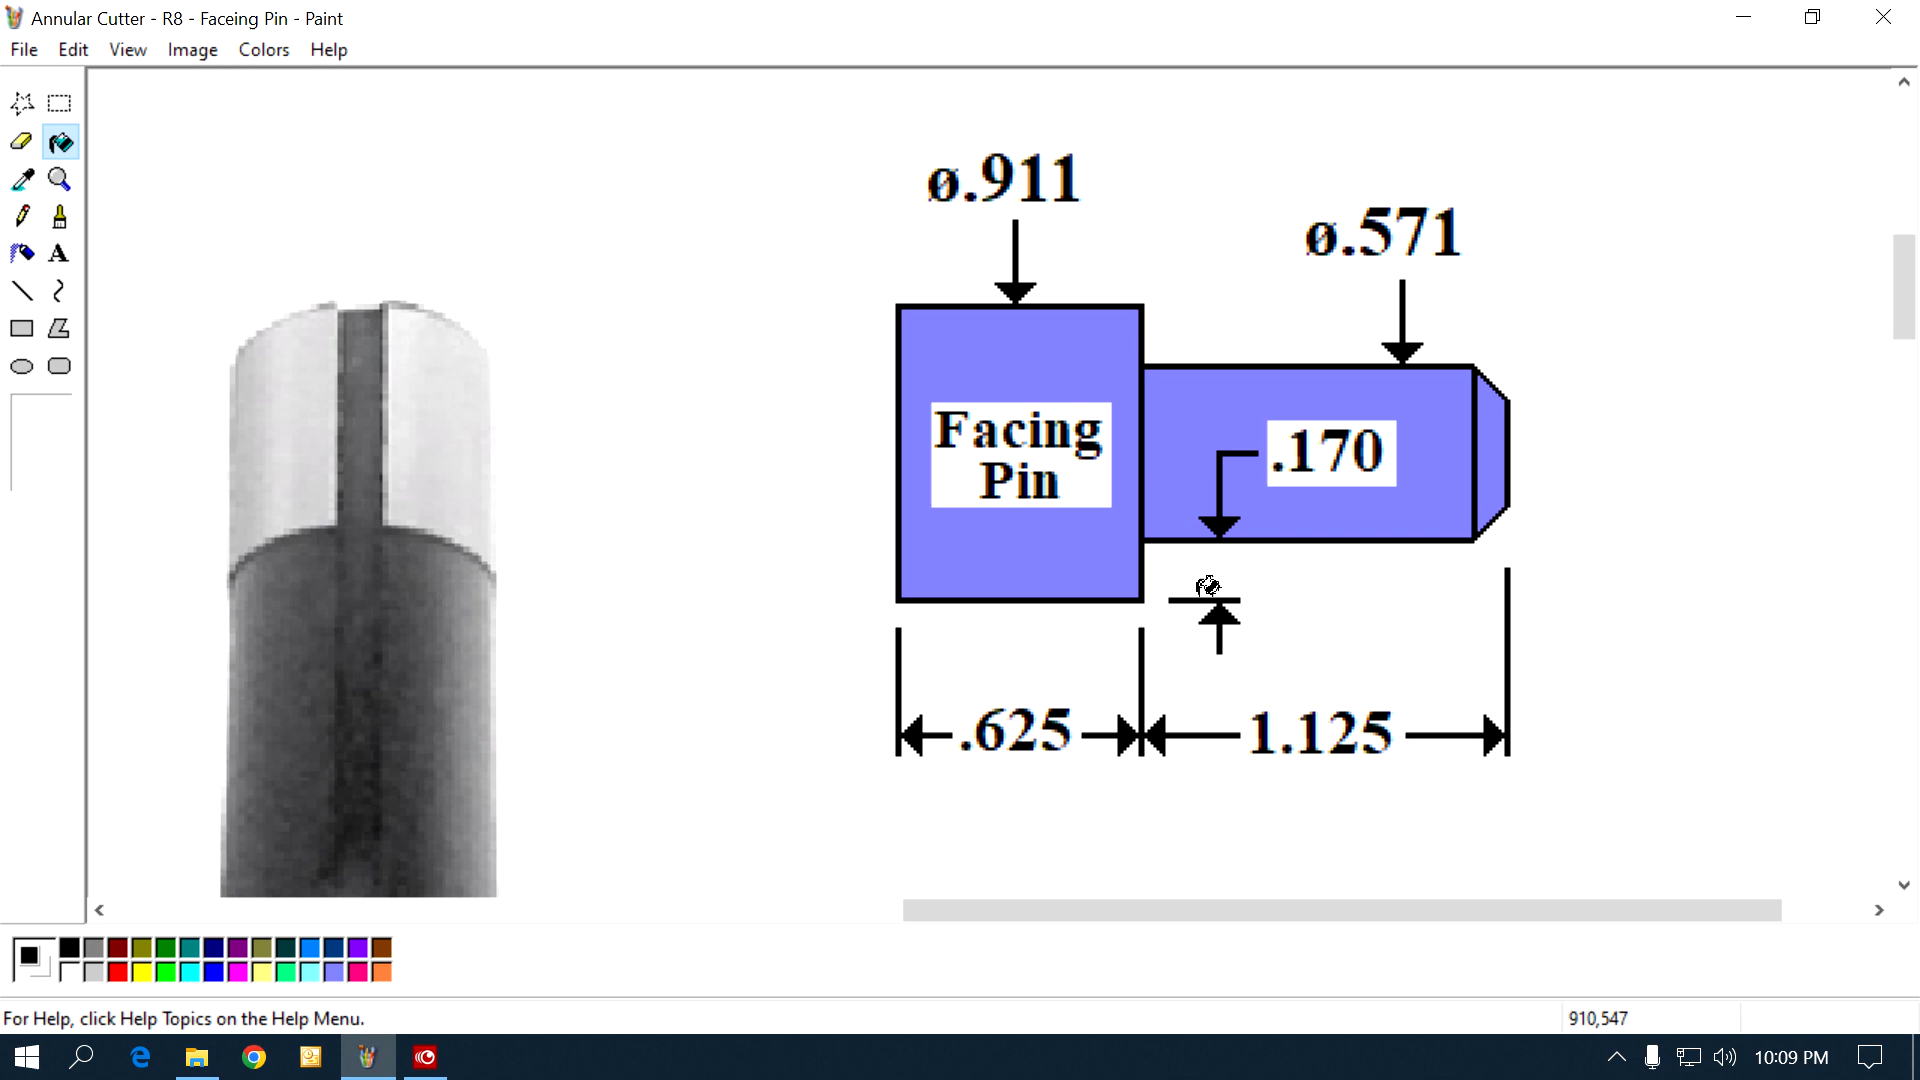 Annular Cutter - R8 - Faceing Pin - Paint
File Edit View Image Colors Help
ø.911
ø.571
Facing
Pin
.170
.625
1.125
A
For Help, click Help Topics on the Help Menu.
910,547
10:09 PM